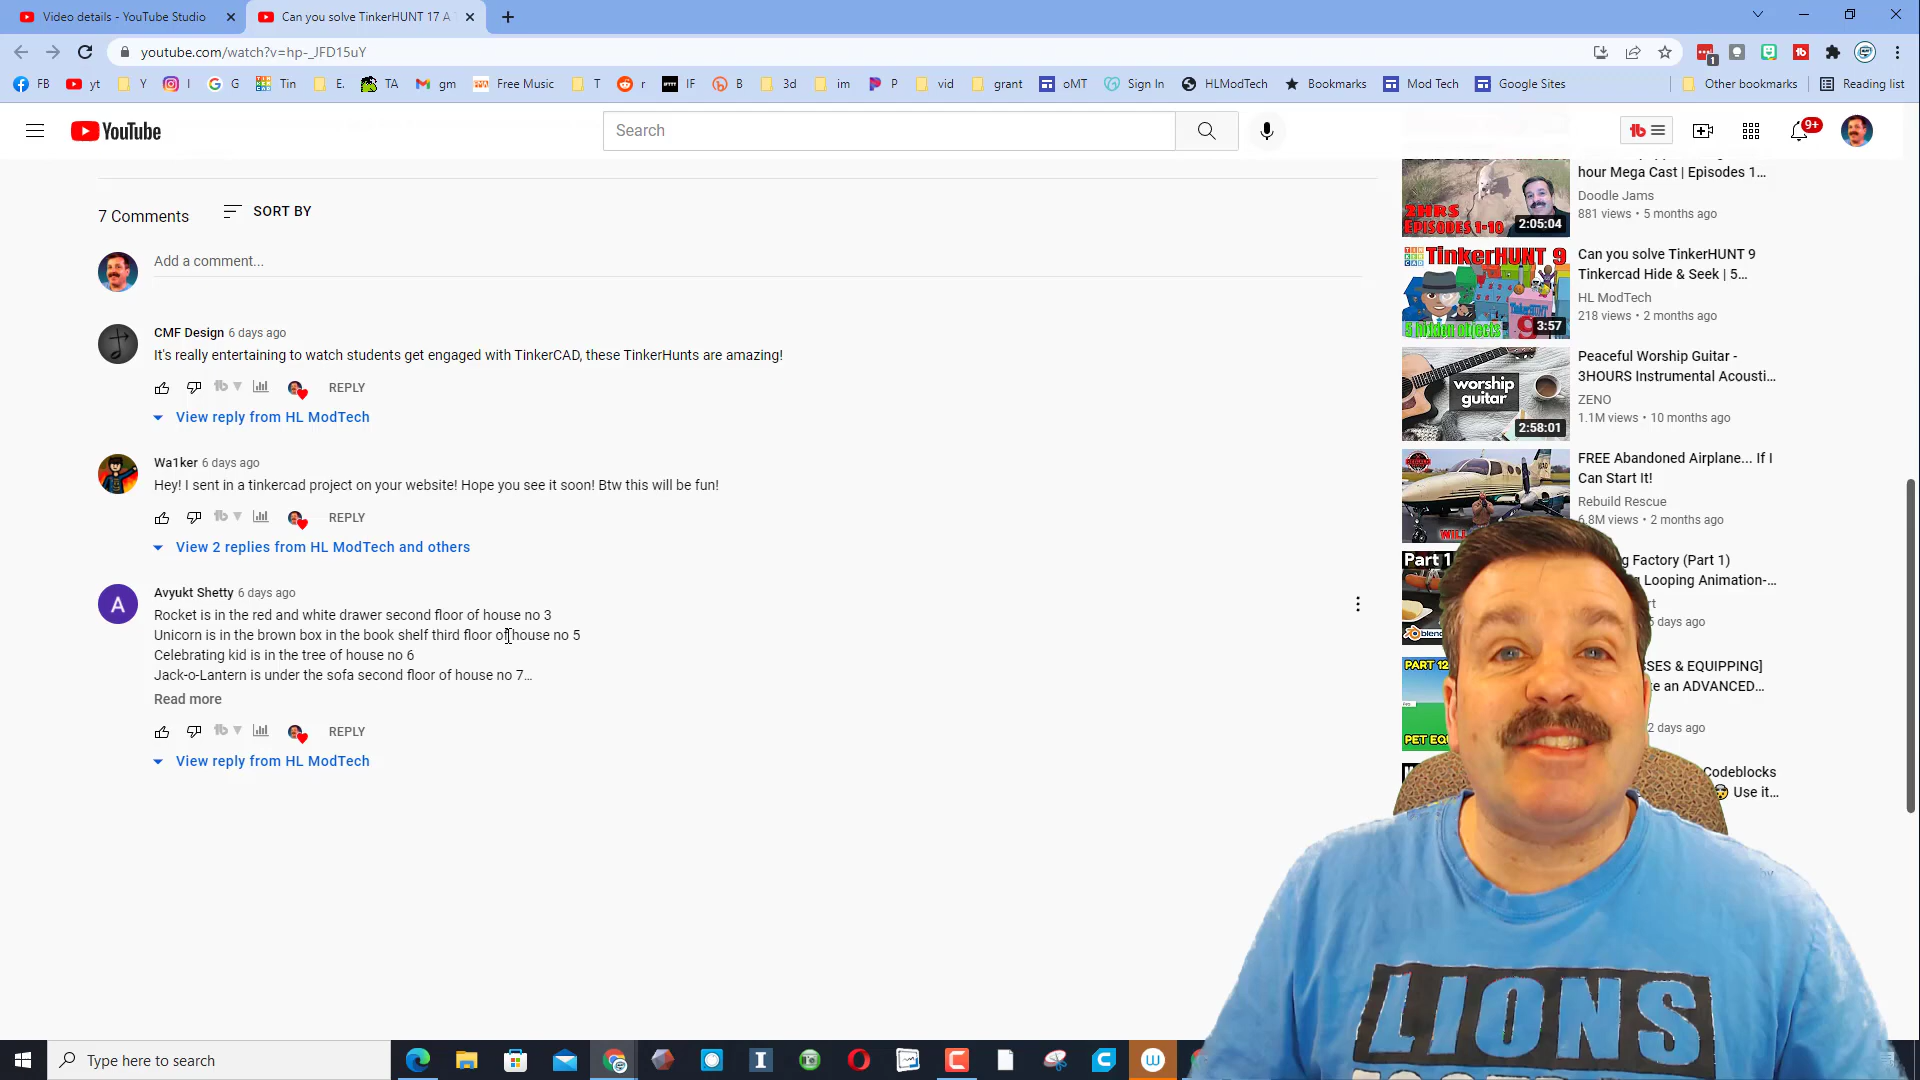 Video details - YouTube Studio
Can you solve TinkerHUNT 17 A T
youtube.com/watch?v=hp-_JFD15uY
1
FB
yt
Y
I
G
Tin
E.
TA
gm
Free Music
T
r
IF
B
3d
im
P
vid
grant
oMT
Sign In
HLModTech
Bookmarks
Mod Tech
Google Sites
Other bookmarks
Reading list
YouTube
Search
9+
7 Comments
SORT BY
Add a comment...
CMF Design 6 days ago
It's really entertaining to watch students get engaged with TinkerCAD, these TinkerHunts are amazing!
REPLY
View reply from HL ModTech
Wa1ker 6 days ago
Hey! I sent in a tinkercad project on your website! Hope you see it soon! Btw this will be fun!
REPLY
View 2 replies from HL ModTech and others
A
Avyukt Shetty 6 days ago
Rocket is in the red and white drawer second floor of house no 3
Unicorn is in the brown box in the book shelf third floor of house no 5
Celebrating kid is in the tree of house no 6
Jack-o-Lantern is under the sofa second floor of house no 7...
Read more
REPLY
View reply from HL ModTech
2HRS
EPISODES 1-10
2:05:04
hour Mega Cast | Episodes 1...
Doodle Jams
881 views • 5 months ago
TinkerHUNT 9
5 hidden objects
3:57
Can you solve TinkerHUNT 9
Tinkercad Hide & Seek | 5...
HL ModTech
218 views • 2 months ago
worship
guitar
2:58:01
Peaceful Worship Guitar -
3HOURS Instrumental Acousti...
ZENO
1.1M views • 10 months ago
FREE Abandoned Airplane... If I
Can Start It!
Rebuild Rescue
6.8M views • 2 months ago
Part 1
Factory (Part 1)
Looping Animation-...
days ago
PART 12
PET EQ
& EQUIPPING]
an ADVANCED...
2 days ago
Codeblocks
Use it...
LIONS
Type here to search